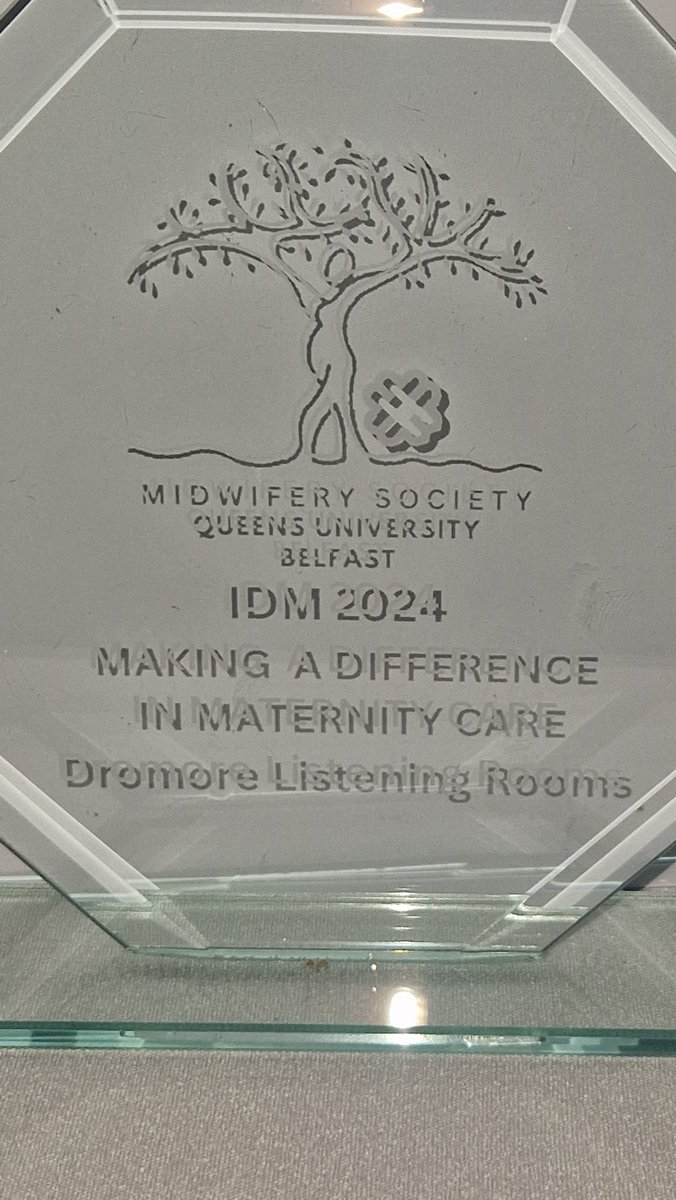 MIDWIFERY SOCIETY
QUEENS UNIVERSITY
BELFAST
IDM 2024
MAKING A DIFFERENCE
IN MATERNITY CARE
Dromore Listening Rooms